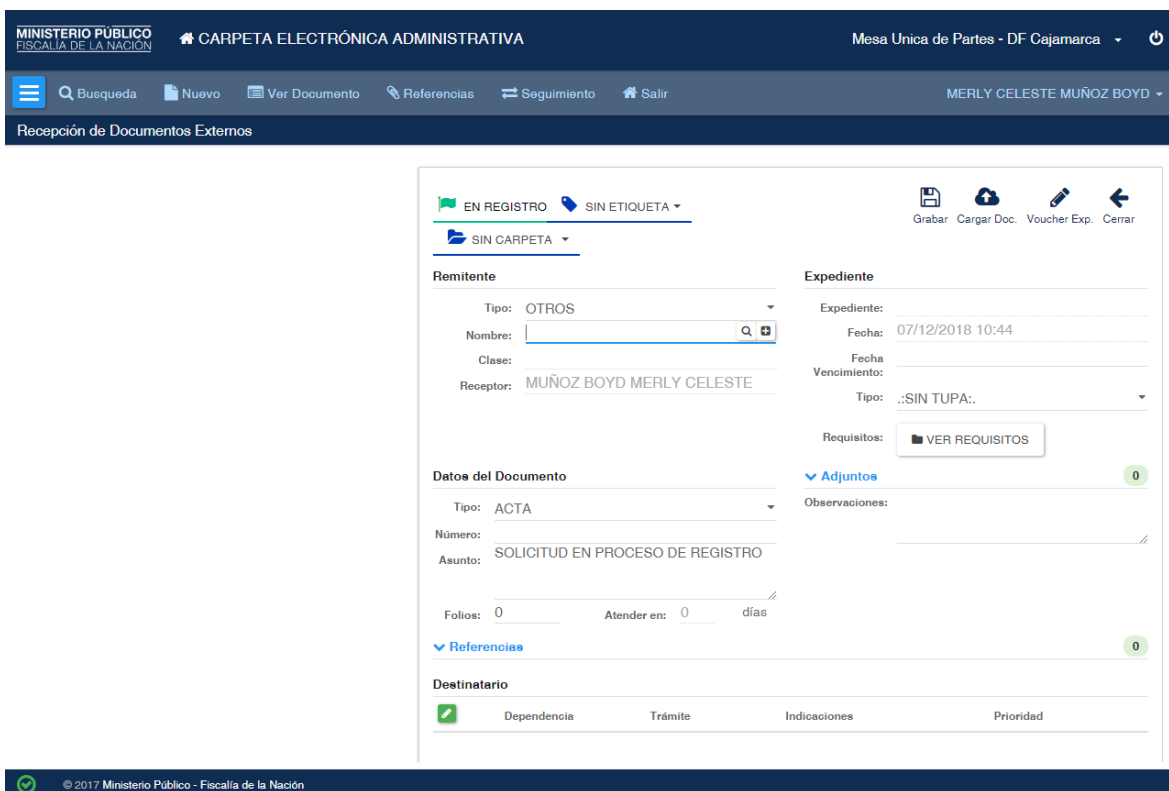 MINISTERIO PÚBLICO
FISCALÍA DE LA NACIÓN
CARPETA ELECTRÓNICA ADMINISTRATIVA
Mesa Unica de Partes - DF Cajamarca
Busqueda Nuevo Ver Documento Referencias Seguimiento Salir
MERLY CELESTE MUÑOZ BOYD
Recepción de Documentos Externos
EN REGISTRO SIN ETIQUETA
SIN CARPETA
Grabar Cargar Doc. Voucher Exp. Cerrar
Remitente
Tipo: OTROS
Nombre:
Clase:
Receptor: MUÑOZ BOYD MERLY CELESTE
Expediente
Expediente:
Fecha: 07/12/2018 10:44
Fecha
Vencimiento:
Tipo: .:SIN TUPA:.
Requisitos: VER REQUISITOS
Datos del Documento
Tipo: ACTA
Número:
Asunto: SOLICITUD EN PROCESO DE REGISTRO
Folios: 0 Atender en: 0 días
Adjuntos 0
Observaciones:
Referencias 0
Destinatario
Dependencia Trámite Indicaciones Prioridad
© 2017 Ministerio Público - Fiscalía de la Nación